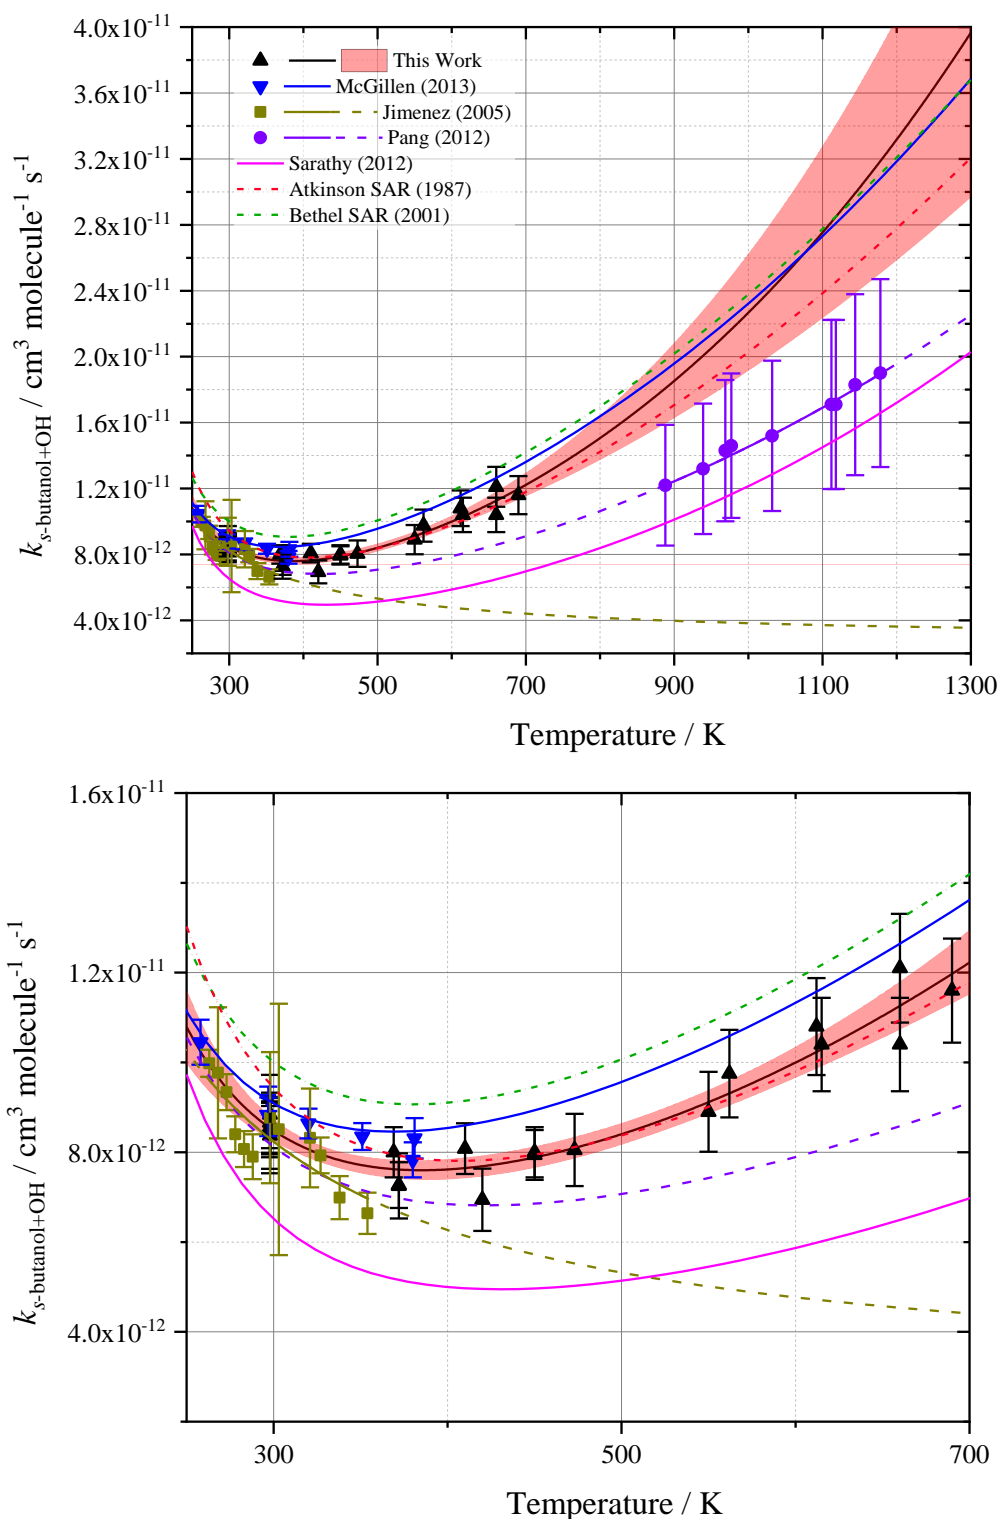 4.0x10⁻¹¹
3.6x10⁻¹¹
3.2x10⁻¹¹
2.8x10⁻¹¹
2.4x10⁻¹¹
2.0x10⁻¹¹
1.6x10⁻¹¹
1.2x10⁻¹¹
8.0x10⁻¹²
4.0x10⁻¹²
k s-butanol+OH / cm³ molecule⁻¹ s⁻¹
This Work
McGillen (2013)
Jimenez (2005)
Pang (2012)
Sarathy (2012)
Atkinson SAR (1987)
Bethel SAR (2001)
300 500 700 900 1100 1300
Temperature / K
1.6x10⁻¹¹
1.2x10⁻¹¹
8.0x10⁻¹²
4.0x10⁻¹²
k s-butanol+OH / cm³ molecule⁻¹ s⁻¹
300 500 700
Temperature / K